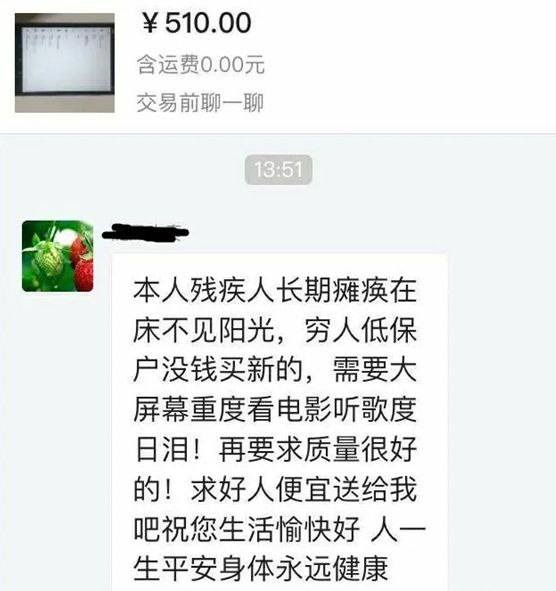 ¥510.00
含运费0.00元
交易前聊一聊
13:51
本人残疾人长期瘫痪在
床不见阳光，穷人低保
户没钱买新的，需要大
屏幕重度看电影听歌度
日泪！再要求质量很好
的！求好人便宜送给我
吧祝您生活愉快好 人一
生平安身体永远健康